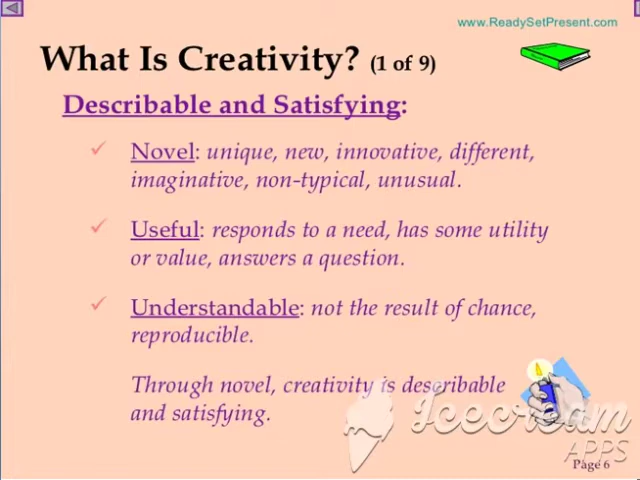 www.ReadySetPresent.com
What Is Creativity? (1 of 9)
Describable and Satisfying:
Novel: unique, new, innovative, different,
imaginative, non-typical, unusual.
Useful: responds to a need, has some utility
or value, answers a question.
Understandable: not the result of chance,
reproducible.
Through novel, creativity is describable
and satisfying.
Icecream
APPS
Page 6